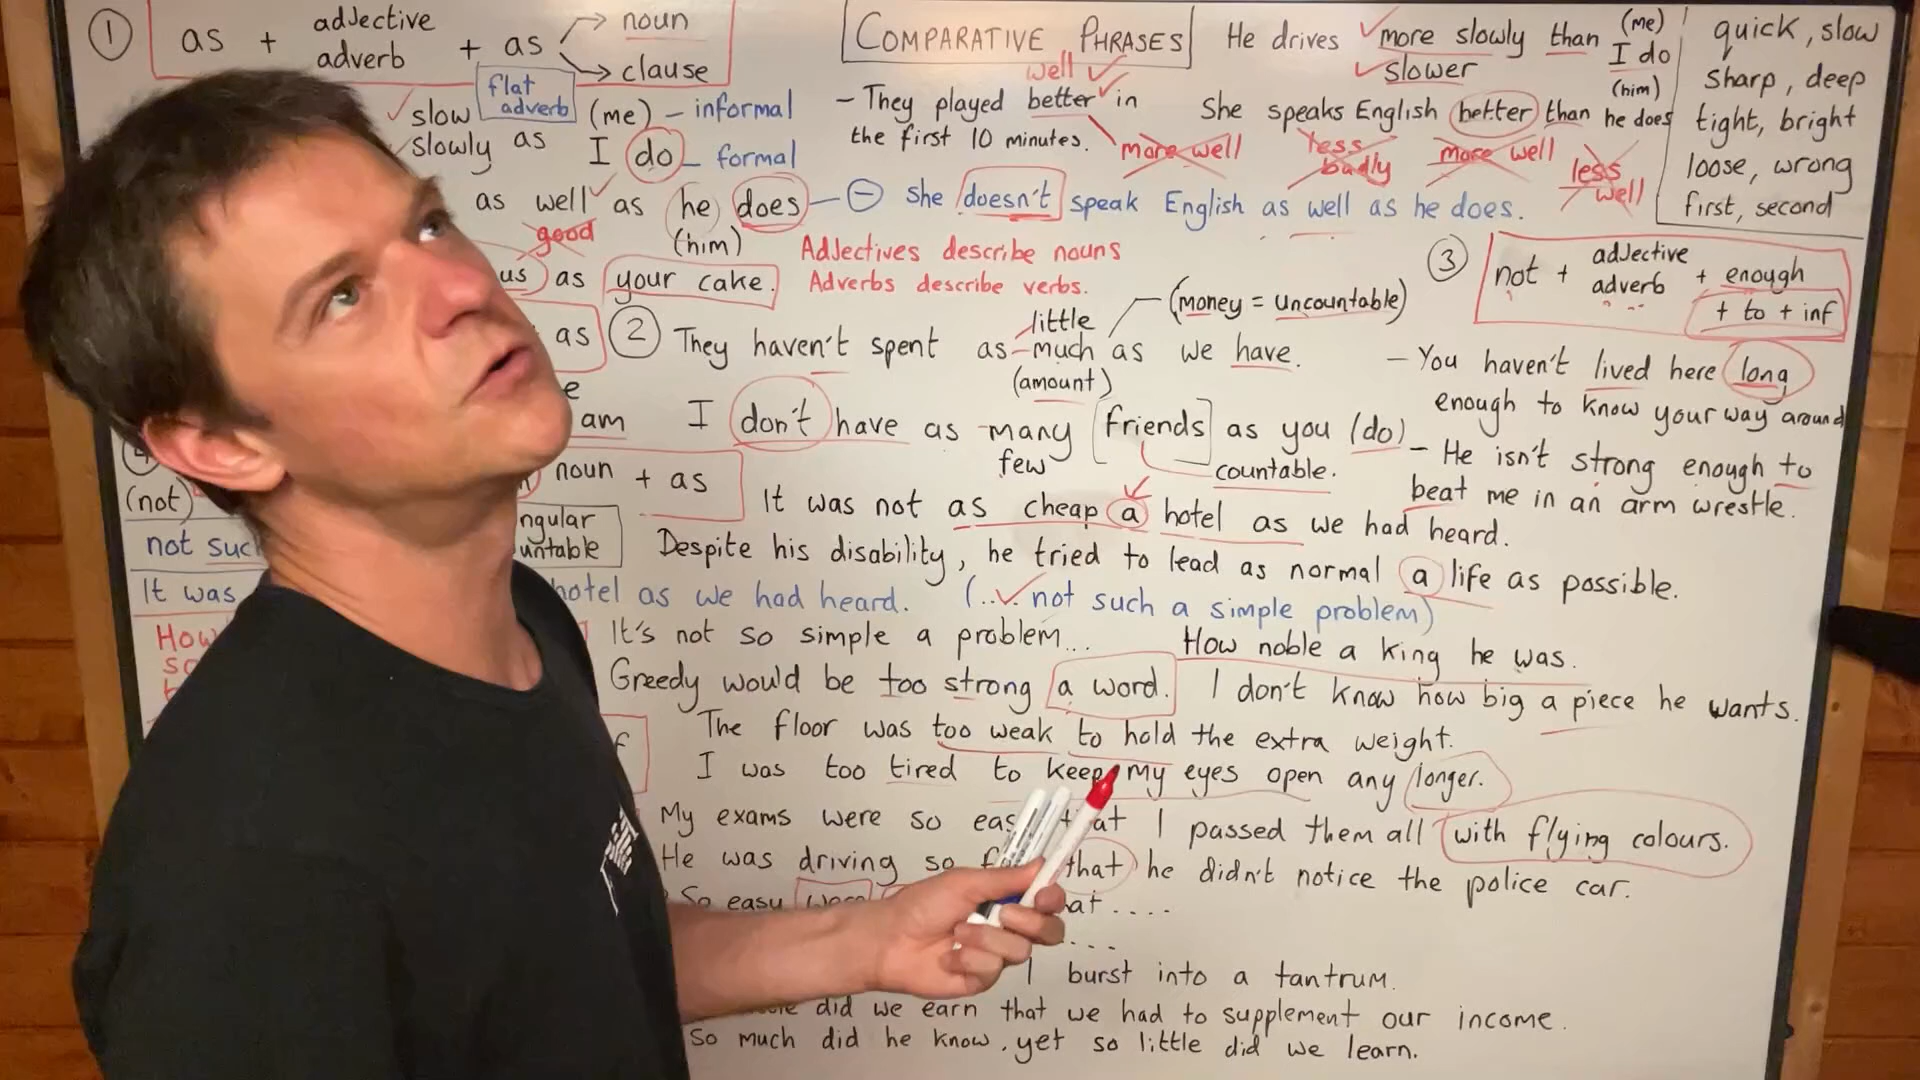 1
as + adjective adverb + as noun clause
COMPARATIVE PHRASES
flat adverb
slow (me) – informal
slowly as I do – formal
well
– They played better in
the first 10 minutes.
more well
He drives more slowly than (me) I do
slower
(him)
She speaks English better than he does
less badly
more well
less well
quick, slow
sharp, deep
tight, bright
loose, wrong
first, second
as well as he does – She doesn't speak English as well as he does.
good
(him)
us as your cake.
Adjectives describe nouns
Adverbs describe verbs.
as
e
am
2
(money = uncountable)
little
They haven't spent as much as we have.
(amount)
I don't have as many friends as you (do)
few
countable.
3
not + adjective adverb + enough
+ to + inf
– You haven't lived here long
enough to know your way around
– He isn't strong enough to
beat me in an arm wrestle.
(not)
noun + as
ngular
untable
It was not as cheap a hotel as we had heard.
not suc
Despite his disability, he tried to lead as normal a life as possible.
It was
hotel as we had heard.
(... not such a simple problem)
How
so
It's not so simple a problem...
How noble a king he was.
Greedy would be too strong a word.
I don't know how big a piece he wants.
f
The floor was too weak to hold the extra weight.
I was too tired to keep my eyes open any longer.
My exams were so eas that I passed them all with flying colours.
He was driving so f that he didn't notice the police car.
So easy were at ....
....
I burst into a tantrum.
did we earn that we had to supplement our income.
So much did he know, yet so little did we learn.